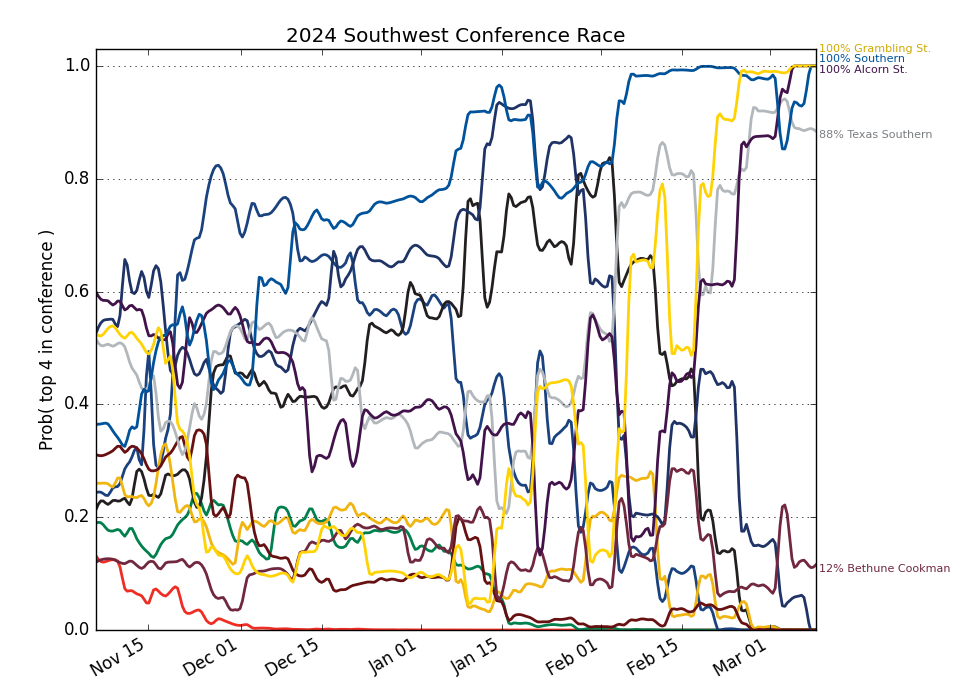 2024 Southwest Conference Race
Prob( top 4 in conference )
1.0
0.8
0.6
0.4
0.2
0.0
Nov 15
Dec 01
Dec 15
Jan 01
Jan 15
Feb 01
Feb 15
Mar 01
100% Grambling St.
100% Southern
100% Alcorn St.
88% Texas Southern
12% Bethune Cookman